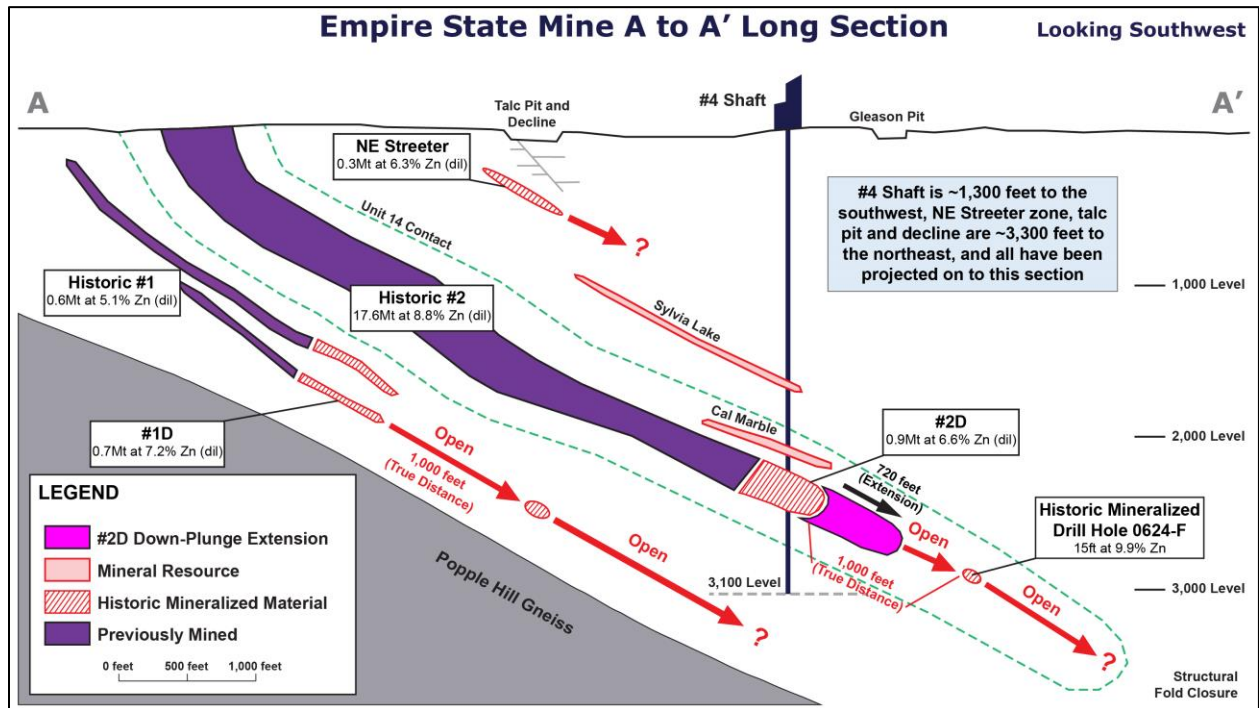 Empire State Mine A to A’ Long Section
Looking Southwest
A
A’
Talc Pit and
Decline
#4 Shaft
Gleason Pit
NE Streeter
0.3Mt at 6.3% Zn (dil)
?
#4 Shaft is ~1,300 feet to the
southwest, NE Streeter zone, talc
pit and decline are ~3,300 feet to
the northeast, and all have been
projected on to this section
Unit 14 Contact
1,000 Level
Historic #1
0.6Mt at 5.1% Zn (dil)
Historic #2
17.6Mt at 8.8% Zn (dil)
Sylvia Lake
Cal Marble
#2D
0.9Mt at 6.6% Zn (dil)
2,000 Level
#1D
0.7Mt at 7.2% Zn (dil)
Open
1,000 feet
(True Distance)
720 feet
(Extension)
Open
Historic Mineralized
Drill Hole 0624-F
15ft at 9.9% Zn
Open
1,000 feet
(True Distance)
3,100 Level
3,000 Level
Open
?
?
Popple Hill Gneiss
Structural
Fold Closure
LEGEND
#2D Down-Plunge Extension
Mineral Resource
Historic Mineralized Material
Previously Mined
0 feet 500 feet 1,000 feet